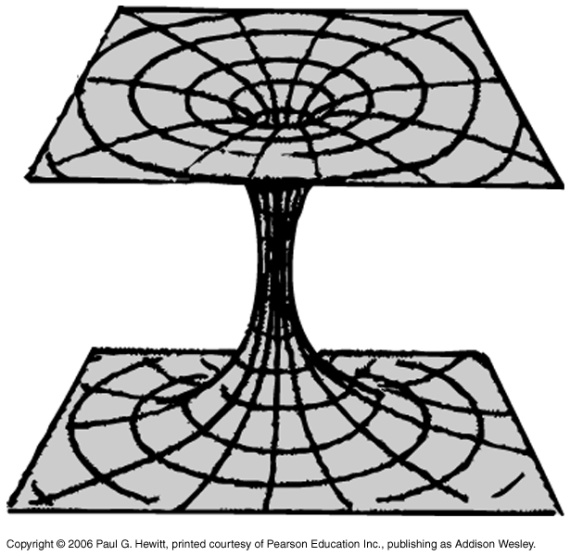 Copyright © 2006 Paul G. Hewitt, printed courtesy of Pearson Education Inc., publishing as Addison Wesley.